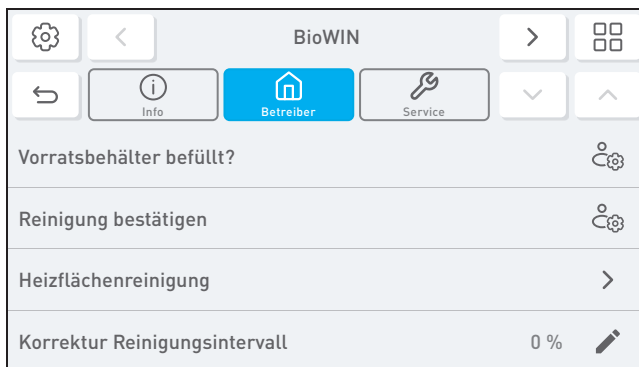 BioWIN
Info
Betreiber
Service
Vorratsbehälter befüllt?
Reinigung bestätigen
Heizflächenreinigung
Korrektur Reinigungsintervall 0 %